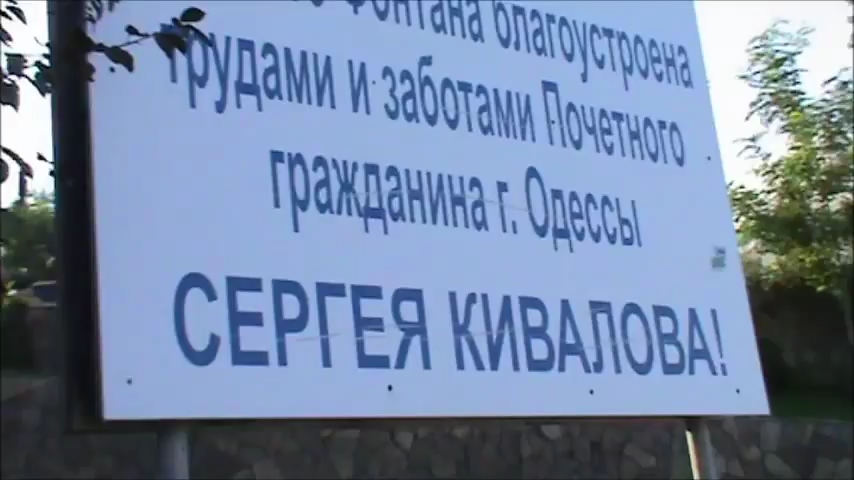 Фонтана благоустроена
трудами и заботами Почетного
гражданина г. Одессы
СЕРГЕЯ КИВАЛОВА!